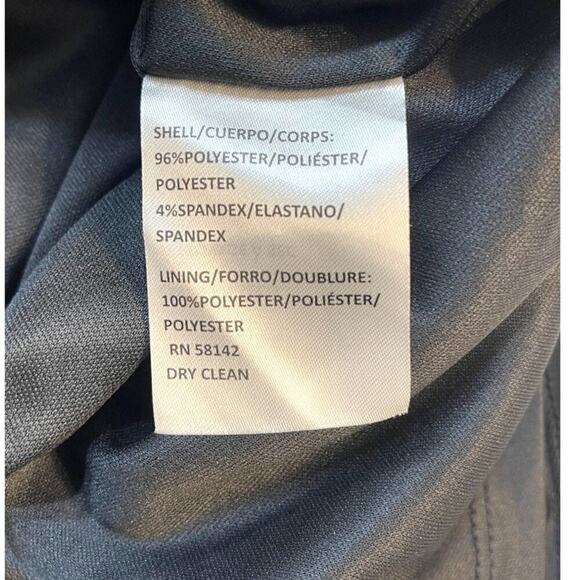 SHELL/CUERPO/CORPS:
96%POLYESTER/POLIÉSTER/
POLYESTER
4%SPANDEX/ELASTANO/
SPANDEX
LINING/FORRO/DOUBLURE:
100%POLYESTER/POLIÉSTER/
POLYESTER
RN 58142
DRY CLEAN